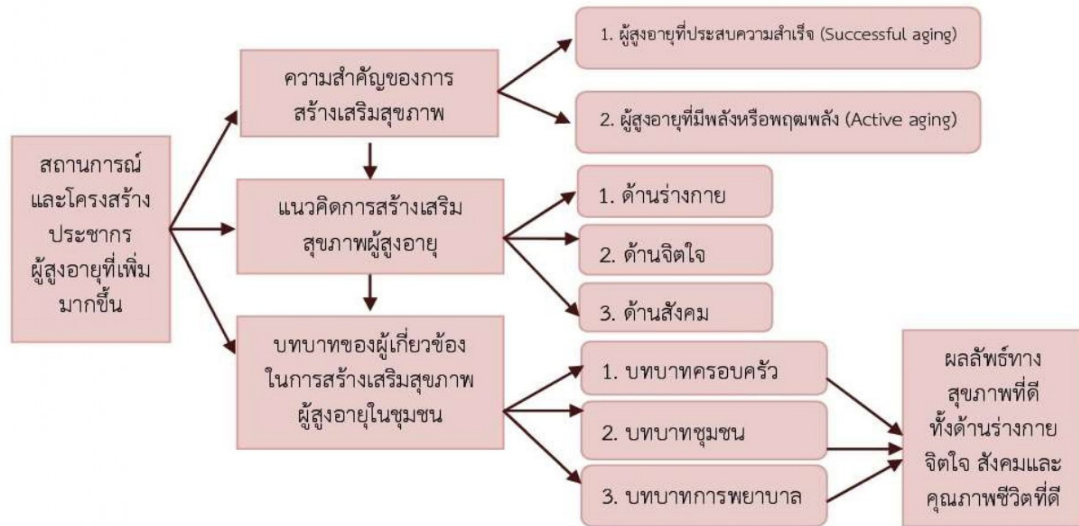 สถานการณ์
และโครงสร้าง
ประชากร
ผู้สูงอายุที่เพิ่ม
มากขึ้น
ความสำคัญของการ
สร้างเสริมสุขภาพ
1. ผู้สูงอายุที่ประสบความสำเร็จ (Successful aging)
2. ผู้สูงอายุที่มีพลังหรือพฤฒพลัง (Active aging)
แนวคิดการสร้างเสริม
สุขภาพผู้สูงอายุ
1. ด้านร่างกาย
2. ด้านจิตใจ
3. ด้านสังคม
บทบาทของผู้เกี่ยวข้อง
ในการสร้างเสริมสุขภาพ
ผู้สูงอายุในชุมชน
1. บทบาทครอบครัว
2. บทบาทชุมชน
3. บทบาทการพยาบาล
ผลลัพธ์ทาง
สุขภาพที่ดี
ทั้งด้านร่างกาย
จิตใจ สังคมและ
คุณภาพชีวิตที่ดี